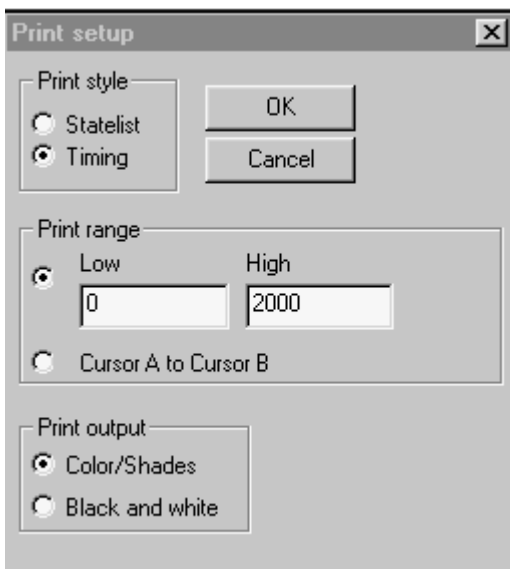 Print setup
Print style
Statelist
Timing
OK
Cancel
Print range
Low High
0 2000
Cursor A to Cursor B
Print output
Color/Shades
Black and white